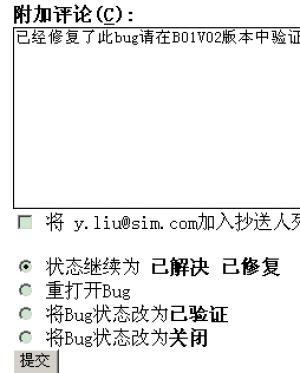 附加评论(C):
已经修复了此bug请在B01V02版本中验证
将 y.liu@sim.com加入抄送人列
状态继续为 已解决 已修复
重打开Bug
将Bug状态改为已验证
将Bug状态改为关闭
提交